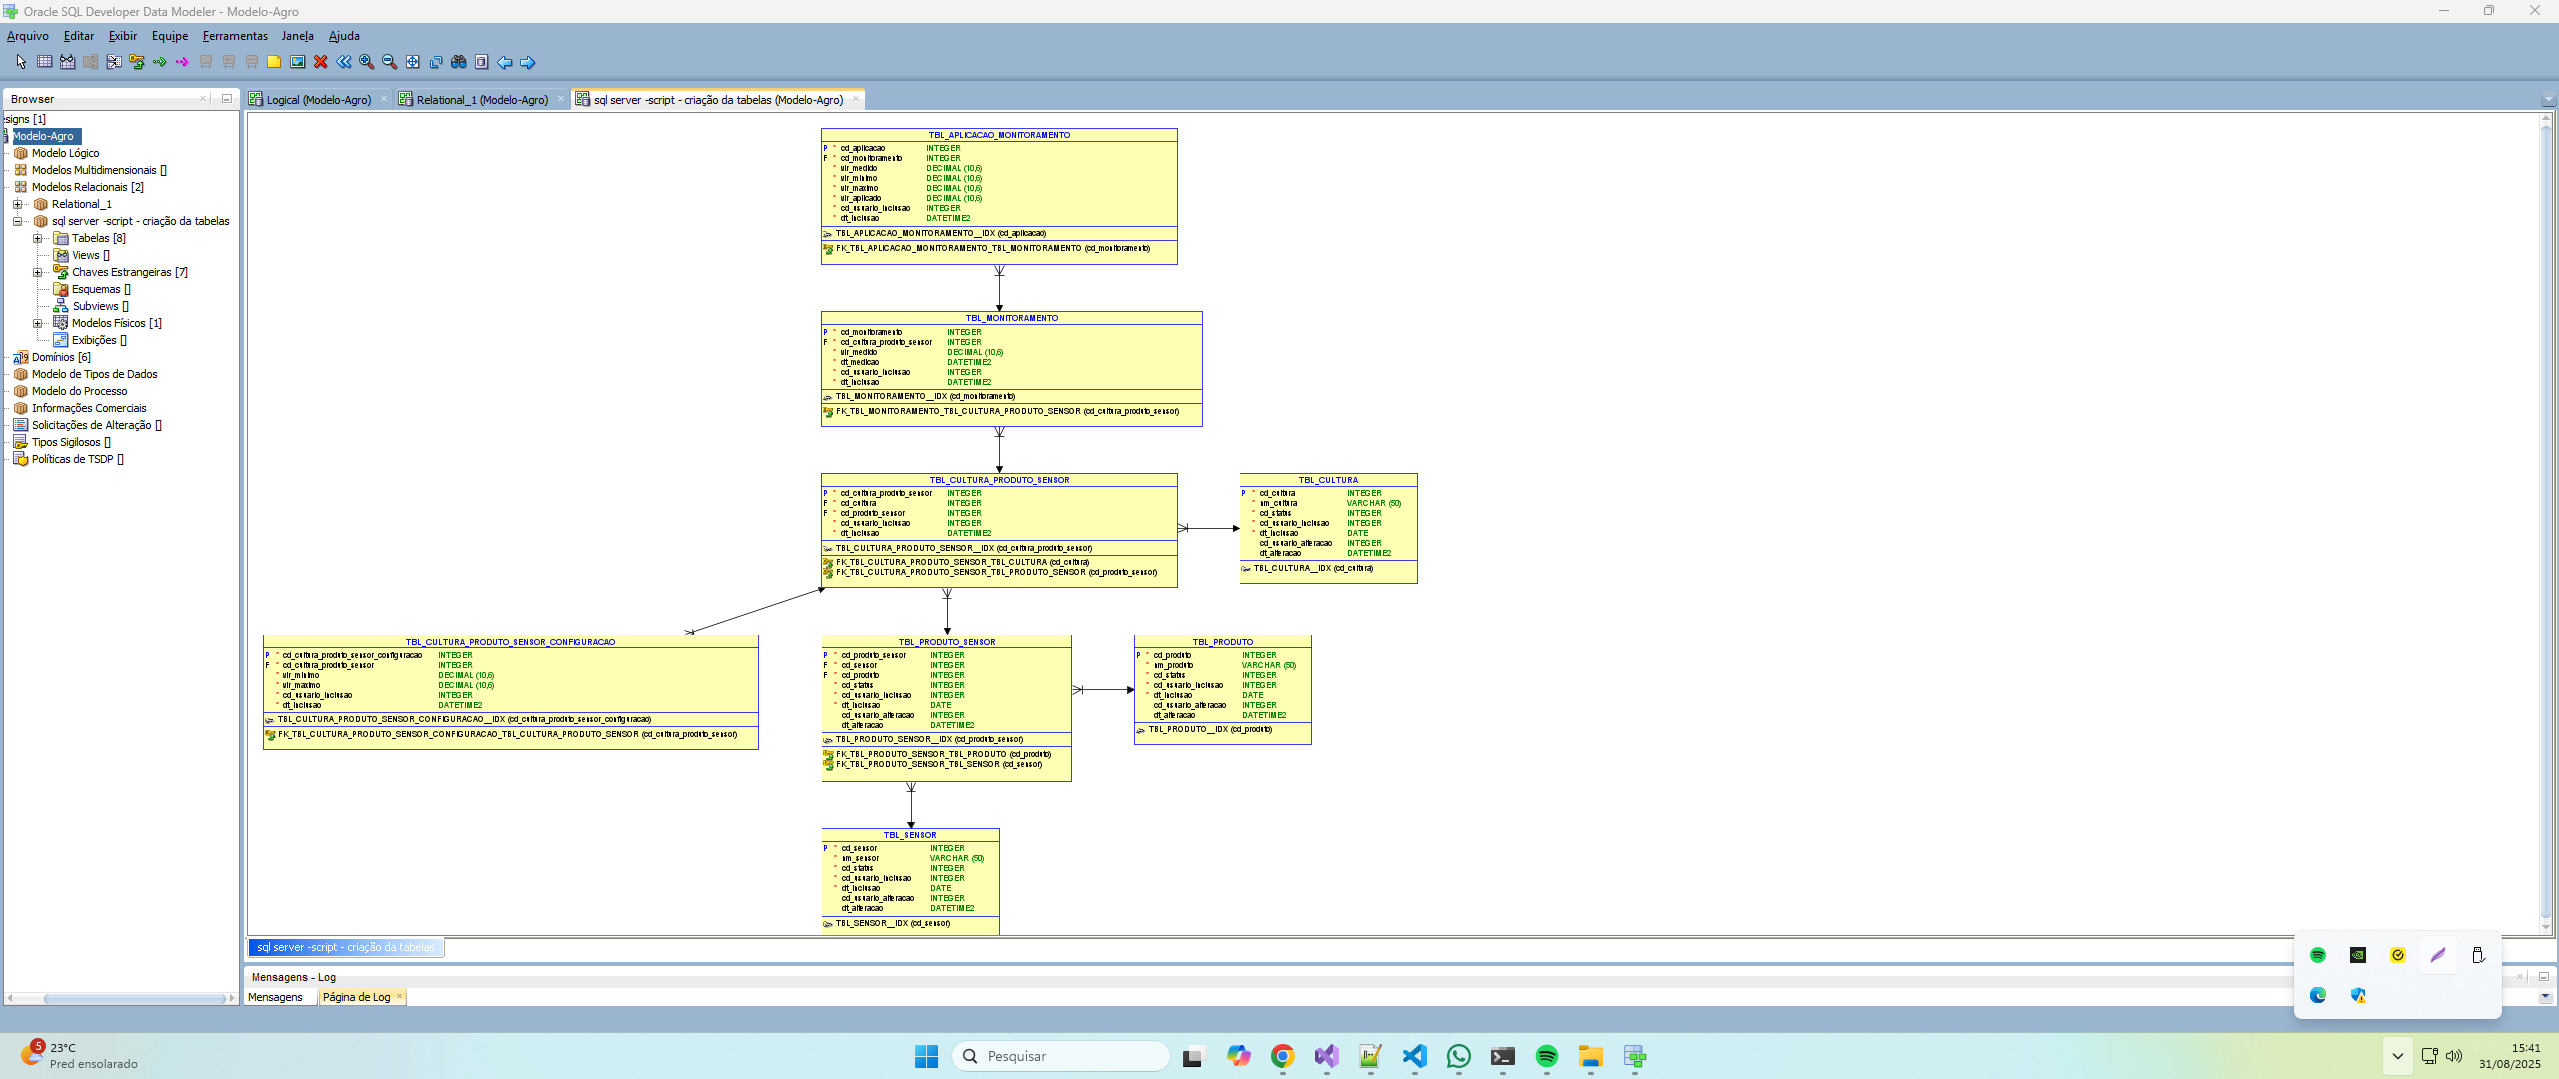 Oracle SQL Developer Data Modeler - Modelo-Agro
Arquivo Editar Exibir Equipe Ferramentas Janela Ajuda
Browser
esigns [1]
Modelo-Agro
Modelo Lógico
Modelos Multidimensionais []
Modelos Relacionais [2]
Relational_1
sql server -script - criação da tabelas
Tabelas [8]
Views []
Chaves Estrangeiras [7]
Esquemas []
Subviews []
Modelos Físicos [1]
Exibições []
Domínios [6]
Modelo de Tipos de Dados
Modelo do Processo
Informações Comerciais
Solicitações de Alteração []
Tipos Sigilosos []
Políticas de TSDP []
Logical (Modelo-Agro) Relational_1 (Modelo-Agro) sql server -script - criação da tabelas (Modelo-Agro)
TBL_APLICACAO_MONITORAMENTO
P * cd_aplicacao INTEGER
F * cd_monitoramento INTEGER
* vlr_medido DECIMAL (10,6)
* vlr_minimo DECIMAL (10,6)
* vlr_maximo DECIMAL (10,6)
* vlr_aplicado DECIMAL (10,6)
* cd_usuario_inclusao INTEGER
* dt_inclusao DATETIME2
TBL_APLICACAO_MONITORAMENTO__IDX (cd_aplicacao)
FK_TBL_APLICACAO_MONITORAMENTO_TBL_MONITORAMENTO (cd_monitoramento)
TBL_MONITORAMENTO
P * cd_monitoramento INTEGER
F * cd_cultura_produto_sensor INTEGER
* vlr_medido DECIMAL (10,6)
* dt_medicao DATETIME2
* cd_usuario_inclusao INTEGER
* dt_inclusao DATETIME2
TBL_MONITORAMENTO__IDX (cd_monitoramento)
FK_TBL_MONITORAMENTO_TBL_CULTURA_PRODUTO_SENSOR (cd_cultura_produto_sensor)
TBL_CULTURA_PRODUTO_SENSOR
P * cd_cultura_produto_sensor INTEGER
F * cd_cultura INTEGER
F * cd_produto_sensor INTEGER
* cd_usuario_inclusao INTEGER
* dt_inclusao DATETIME2
TBL_CULTURA_PRODUTO_SENSOR__IDX (cd_cultura_produto_sensor)
FK_TBL_CULTURA_PRODUTO_SENSOR_TBL_CULTURA (cd_cultura)
FK_TBL_CULTURA_PRODUTO_SENSOR_TBL_PRODUTO_SENSOR (cd_produto_sensor)
TBL_CULTURA
P * cd_cultura INTEGER
* nm_cultura VARCHAR (50)
* cd_status INTEGER
* cd_usuario_inclusao INTEGER
* dt_inclusao DATE
cd_usuario_alteracao INTEGER
dt_alteracao DATETIME2
TBL_CULTURA__IDX (cd_cultura)
TBL_CULTURA_PRODUTO_SENSOR_CONFIGURACAO
P * cd_cultura_produto_sensor_configuracao INTEGER
F * cd_cultura_produto_sensor INTEGER
* vlr_minimo DECIMAL (10,6)
* vlr_maximo DECIMAL (10,6)
* cd_usuario_inclusao INTEGER
* dt_inclusao DATETIME2
TBL_CULTURA_PRODUTO_SENSOR_CONFIGURACAO__IDX (cd_cultura_produto_sensor_configuracao)
FK_TBL_CULTURA_PRODUTO_SENSOR_CONFIGURACAO_TBL_CULTURA_PRODUTO_SENSOR (cd_cultura_produto_sensor)
TBL_PRODUTO_SENSOR
P * cd_produto_sensor INTEGER
F * cd_sensor INTEGER
F * cd_produto INTEGER
* cd_status INTEGER
* cd_usuario_inclusao INTEGER
* dt_inclusao DATE
cd_usuario_alteracao INTEGER
dt_alteracao DATETIME2
TBL_PRODUTO_SENSOR__IDX (cd_produto_sensor)
FK_TBL_PRODUTO_SENSOR_TBL_PRODUTO (cd_produto)
FK_TBL_PRODUTO_SENSOR_TBL_SENSOR (cd_sensor)
TBL_PRODUTO
P * cd_produto INTEGER
* nm_produto VARCHAR (50)
* cd_status INTEGER
* cd_usuario_inclusao INTEGER
* dt_inclusao DATE
cd_usuario_alteracao INTEGER
dt_alteracao DATETIME2
TBL_PRODUTO__IDX (cd_produto)
TBL_SENSOR
P * cd_sensor INTEGER
* nm_sensor VARCHAR (50)
* cd_status INTEGER
* cd_usuario_inclusao INTEGER
* dt_inclusao DATE
cd_usuario_alteracao INTEGER
dt_alteracao DATETIME2
TBL_SENSOR__IDX (cd_sensor)
sql server -script - criação da tabelas
Mensagens - Log
Mensagens Página de Log
5 23°C
Pred ensolarado
Pesquisar
15:41
31/08/2025